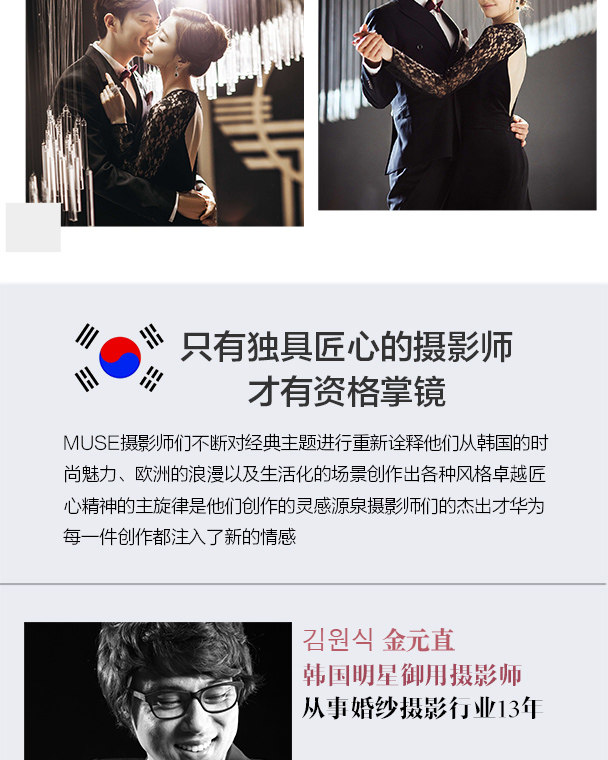 只有独具匠心的摄影师
才有资格掌镜
MUSE摄影师们不断对经典主题进行重新诠释他们从韩国的时
尚魅力、欧洲的浪漫以及生活化的场景创作出各种风格卓越匠
心精神的主旋律是他们创作的灵感源泉摄影师们的杰出才华为
每一件创作都注入了新的情感
김원식 金元直
韩国明星御用摄影师
从事婚纱摄影行业13年